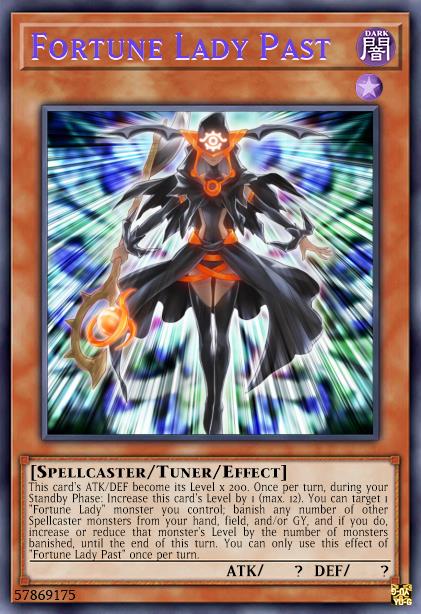 FORTUNE LADY PAST
DARK
闇
[SPELLCASTER/TUNER/EFFECT]
This card's ATK/DEF become its Level x 200. Once per turn, during your
Standby Phase: Increase this card's Level by 1 (max. 12). You can target 1
"Fortune Lady" monster you control; banish any number of other
Spellcaster monsters from your hand, field, and/or GY, and if you do,
increase or reduce that monster's Level by the number of monsters
banished, until the end of this turn. You can only use this effect of
"Fortune Lady Past" once per turn.
ATK/ ? DEF/ ?
57869175